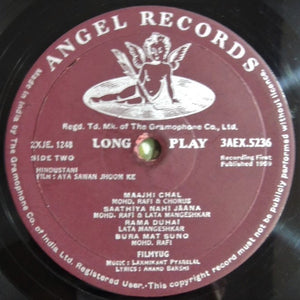 ANGEL RECORDS
Regd. Td. Mk. of The Gramophone Co., Ltd.
2XJE. 1248 LONG PLAY 3AEX.5236
SIDE TWO Recording First
Published 1969
HINDUSTANI
FILM : AYA SAWAN JHOOM KE
MAAJHI CHAL
MOHD. RAFI & CHORUS
SAATHIYA NAHI JAANA
MOHD. RAFI & LATA MANGESHKAR
RAMA DUHAI
LATA MANGESHKAR
BURA MAT SUNO
MOHD. RAFI
FILMYUG
MUSIC : LAXMIKANT PYARELAL
LYRICS : ANAND BAKSHI
Made in India by The Gramophone Co. of India Ltd. Registered User.